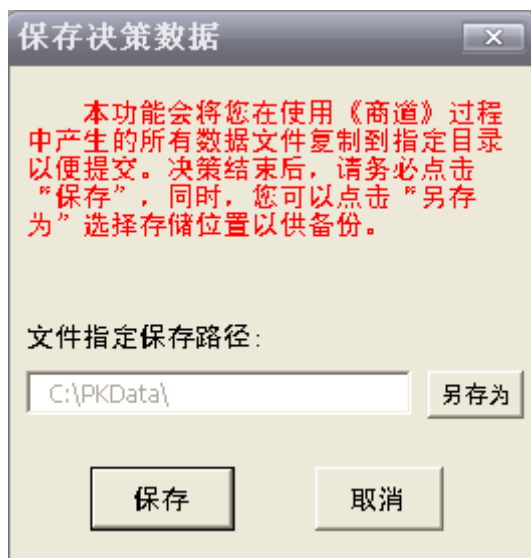 保存决策数据
本功能会将您在使用《商道》过程
中产生的所有数据文件复制到指定目录
以便提交。决策结束后，请务必点击
“保存”，同时，您可以点击“另存
为”选择存储位置以供备份。
文件指定保存路径:
C:\PKData\
另存为
保存
取消